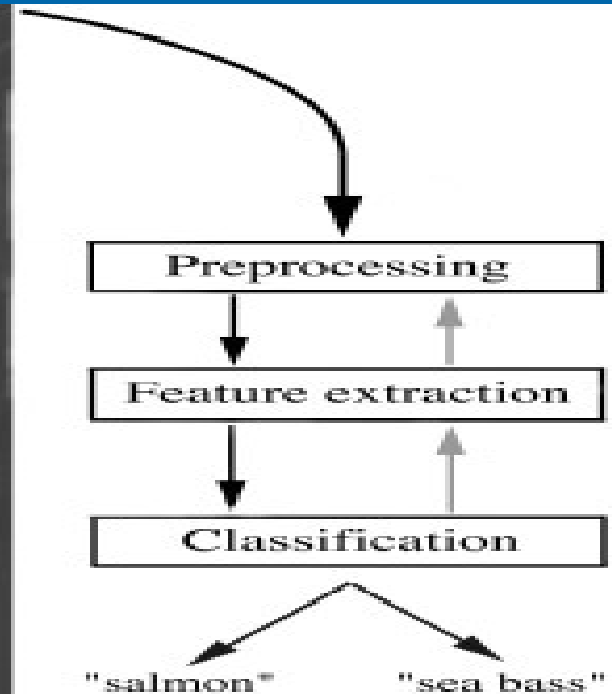 Preprocessing
Feature extraction
Classification
"salmon" "sea bass"